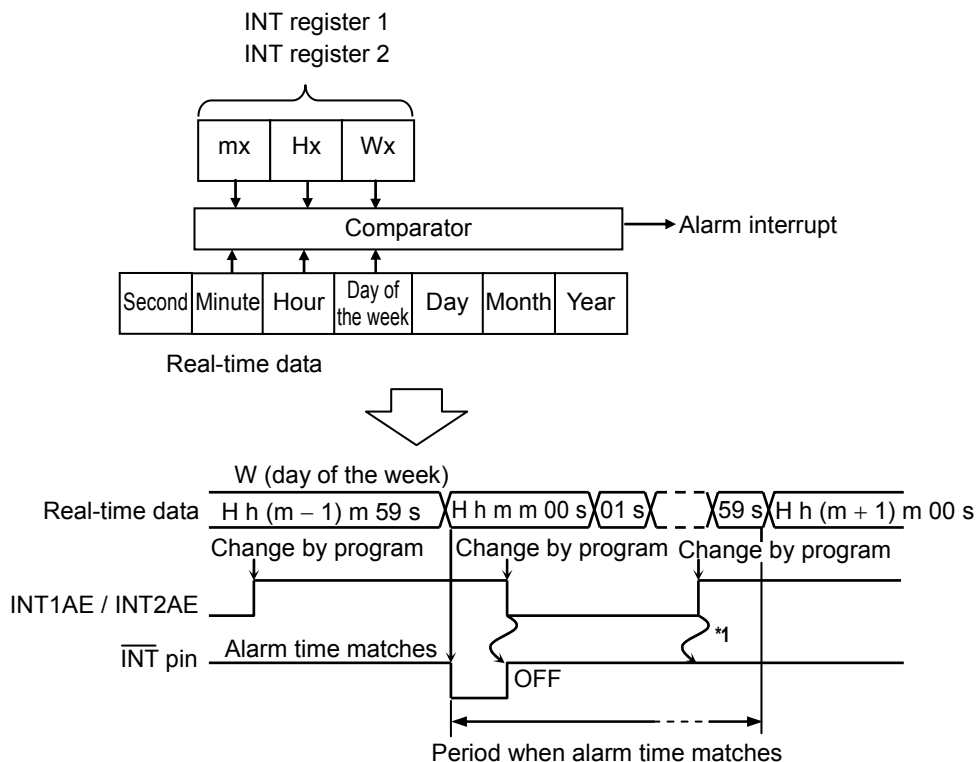 INT register 1
INT register 2
mx Hx Wx
Comparator
Alarm interrupt
Second Minute Hour Day of the week Day Month Year
Real-time data
W (day of the week)
Real-time data
H h (m − 1) m 59 s H h m m 00 s 01 s 59 s H h (m + 1) m 00 s
Change by program Change by program Change by program
INT1AE / INT2AE
*1
INT pin Alarm time matches
OFF
Period when alarm time matches